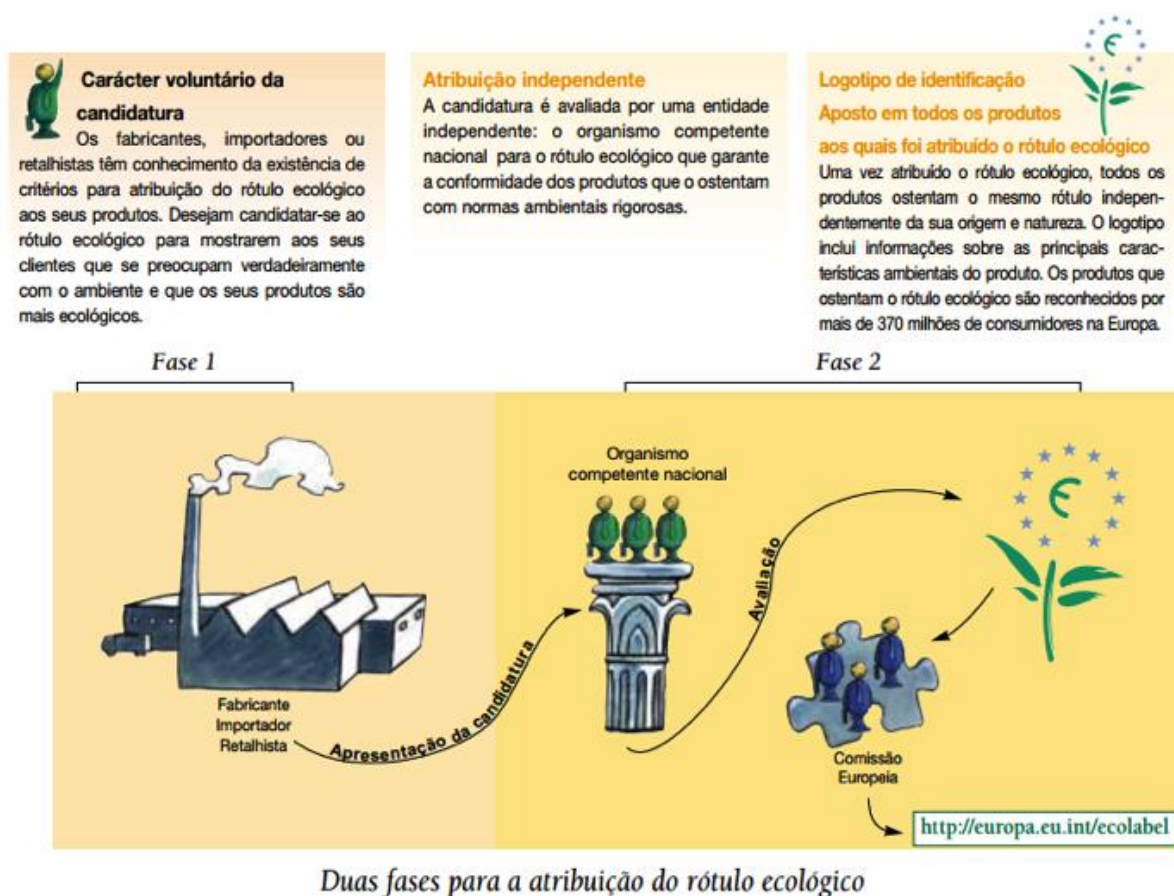 Carácter voluntário da
candidatura
Os fabricantes, importadores ou
retalhistas têm conhecimento da existência de
critérios para atribuição do rótulo ecológico
aos seus produtos. Desejam candidatar-se ao
rótulo ecológico para mostrarem aos seus
clientes que se preocupam verdadeiramente
com o ambiente e que os seus produtos são
mais ecológicos.
Atribuição independente
A candidatura é avaliada por uma entidade
independente: o organismo competente
nacional para o rótulo ecológico que garante
a conformidade dos produtos que o ostentam
com normas ambientais rigorosas.
Logotipo de identificação
Aposto em todos os produtos
aos quais foi atribuído o rótulo ecológico
Uma vez atribuído o rótulo ecológico, todos os
produtos ostentam o mesmo rótulo indepen-
dentemente da sua origem e natureza. O logotipo
inclui informações sobre as principais carac-
terísticas ambientais do produto. Os produtos que
ostentam o rótulo ecológico são reconhecidos por
mais de 370 milhões de consumidores na Europa.
Fase 1
Fase 2
Organismo
competente nacional
Fabricante
Importador
Retalhista
Apresentação da candidatura
Avaliação
Comissão
Europeia
http://europa.eu.int/ecolabel
Duas fases para a atribuição do rótulo ecológico